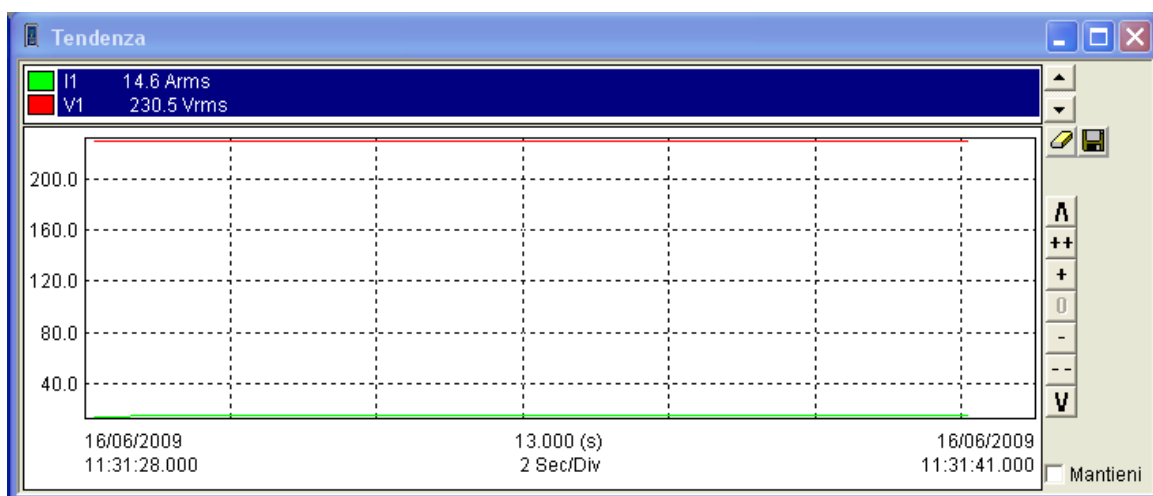 Tendenza
I1 14.6 Arms
V1 230.5 Vrms
200.0
160.0
120.0
80.0
40.0
16/06/2009 13.000 (s) 16/06/2009
11:31:28.000 2 Sec/Div 11:31:41.000
Λ
++
+
0
-
--
V
Mantieni